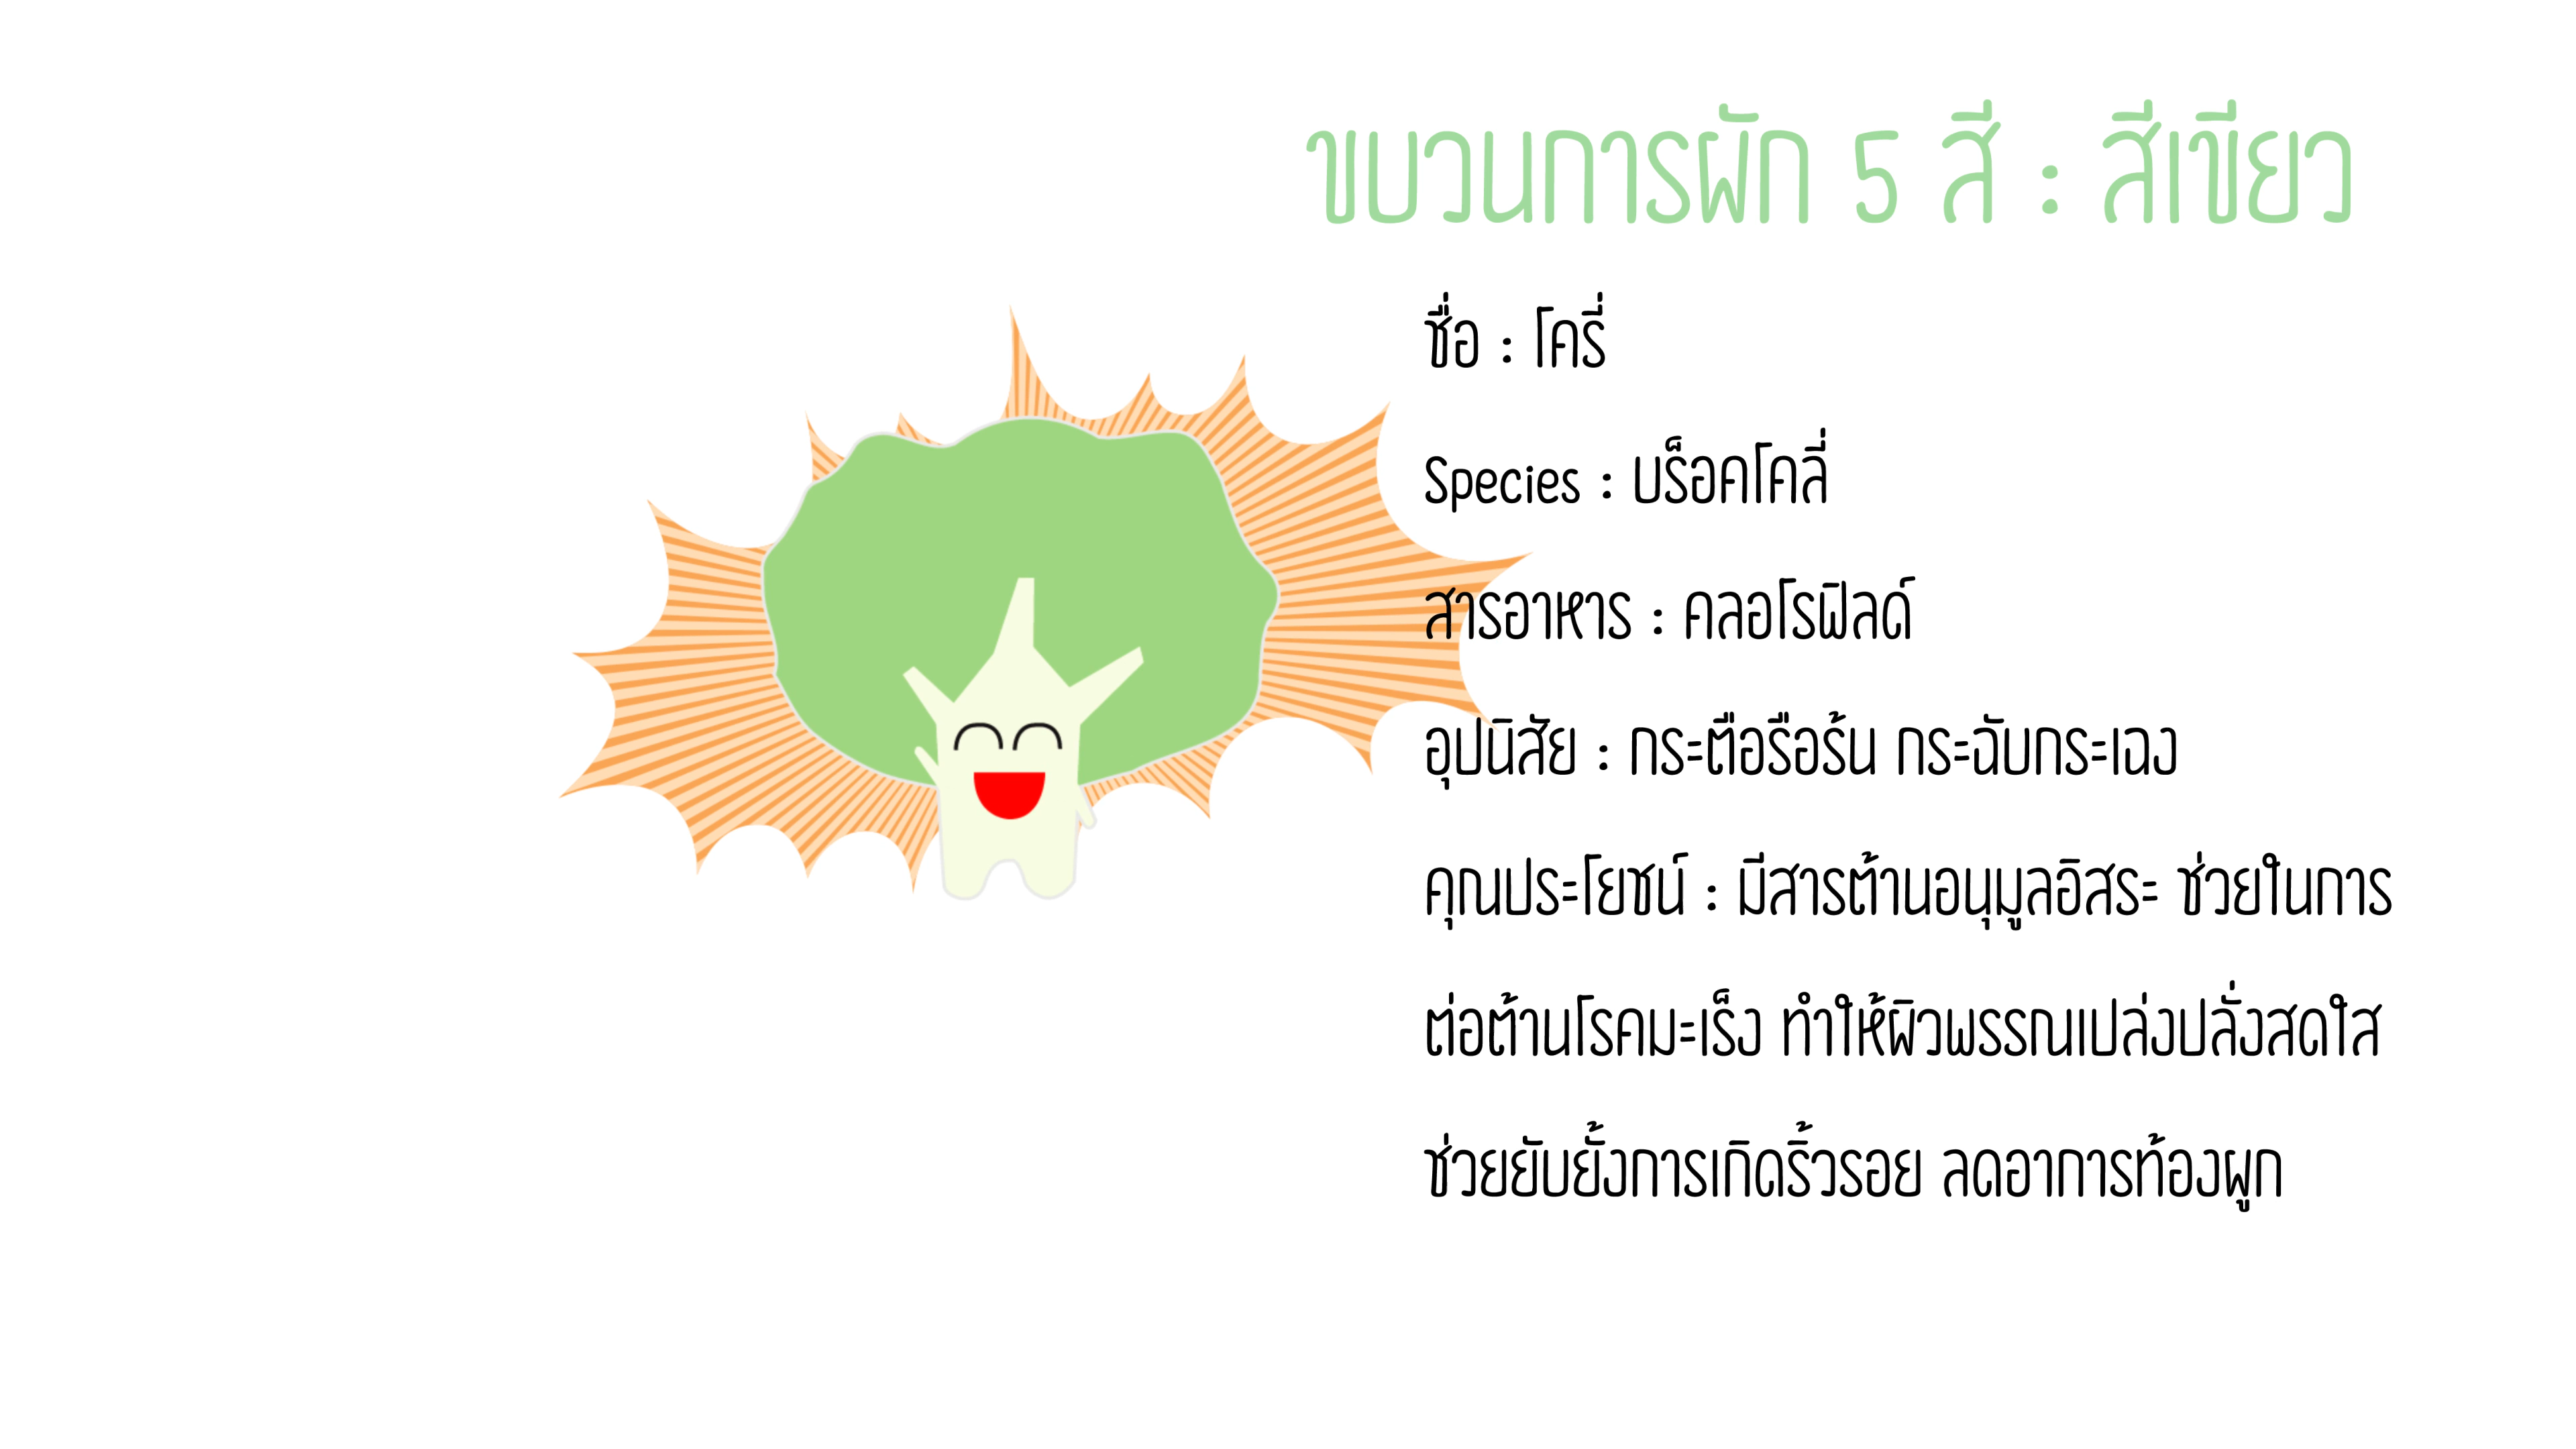 ขบวนการผัก 5 สี : สีเขียว
ชื่อ : โครี่
Species : บร็อคโคลี่
สารอาหาร : คลอโรฟิลด์
อุปนิสัย : กระตือรือร้น กระฉับกระเฉง
คุณประโยชน์ : มีสารต้านอนุมูลอิสระ ช่วยในการ
ต่อต้านโรคมะเร็ง ทำให้ผิวพรรณเปล่งปลั่งสดใส
ช่วยยับยั้งการเกิดริ้วรอย ลดอาการท้องผูก